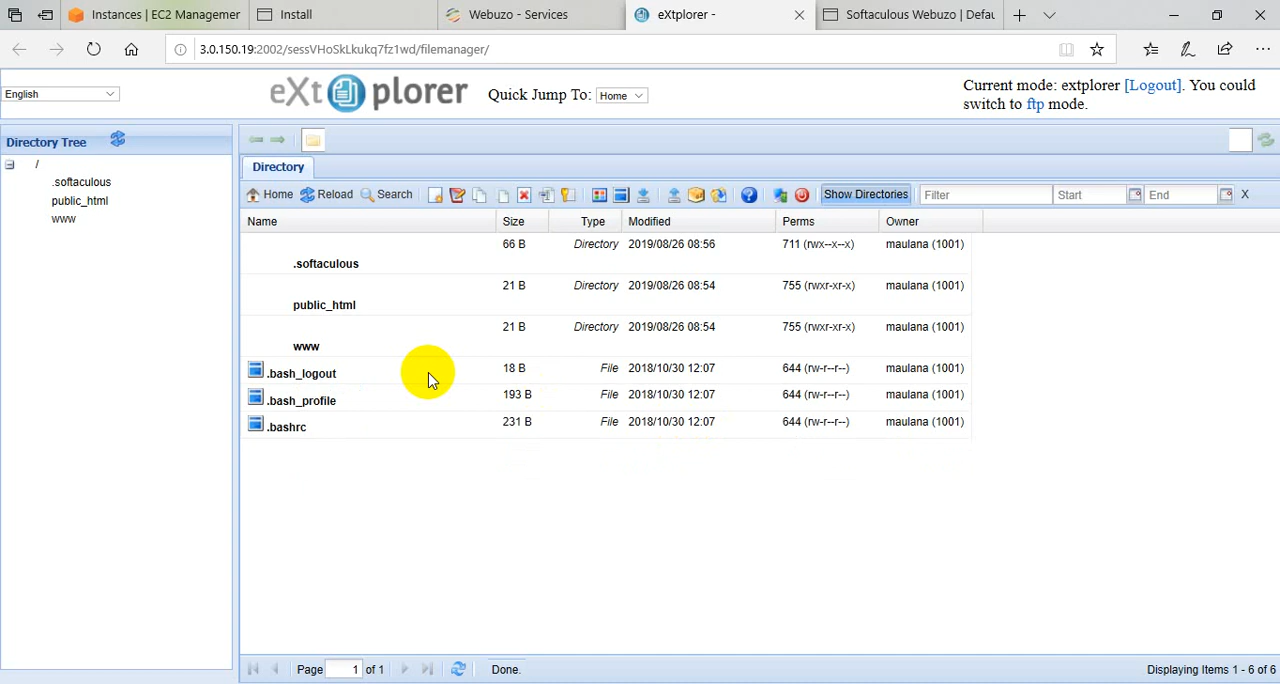 Instances | EC2 Managemer
Install
Webuzo - Services
eXtplorer -
Softaculous Webuzo | Defau
3.0.150.19:2002/sessVHoSkLkukq7fz1wd/filemanager/
English
eXtplorer
Quick Jump To: Home
Current mode: extplorer [Logout]. You could
switch to ftp mode.
Directory Tree
/
.softaculous
public_html
www
Directory
Home Reload Search Show Directories Filter Start End X
Name Size Type Modified Perms Owner
.softaculous 66 B Directory 2019/08/26 08:56 711 (rwx--x--x) maulana (1001)
public_html 21 B Directory 2019/08/26 08:54 755 (rwxr-xr-x) maulana (1001)
www 21 B Directory 2019/08/26 08:54 755 (rwxr-xr-x) maulana (1001)
.bash_logout 18 B File 2018/10/30 12:07 644 (rw-r--r--) maulana (1001)
.bash_profile 193 B File 2018/10/30 12:07 644 (rw-r--r--) maulana (1001)
.bashrc 231 B File 2018/10/30 12:07 644 (rw-r--r--) maulana (1001)
Page 1 of 1 Done. Displaying Items 1 - 6 of 6